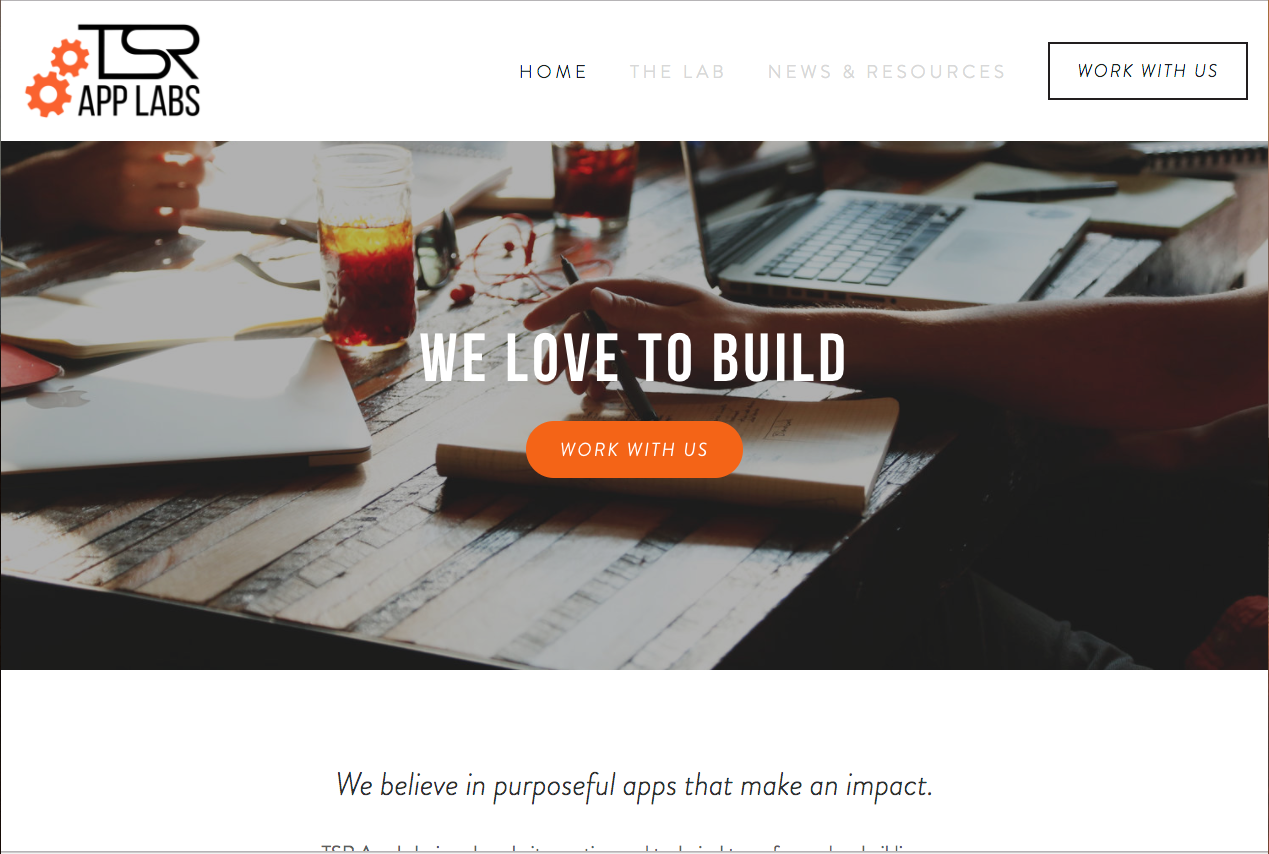 TSR
APP LABS
HOME
THE LAB
NEWS & RESOURCES
WORK WITH US
WE LOVE TO BUILD
WORK WITH US
We believe in purposeful apps that make an impact.